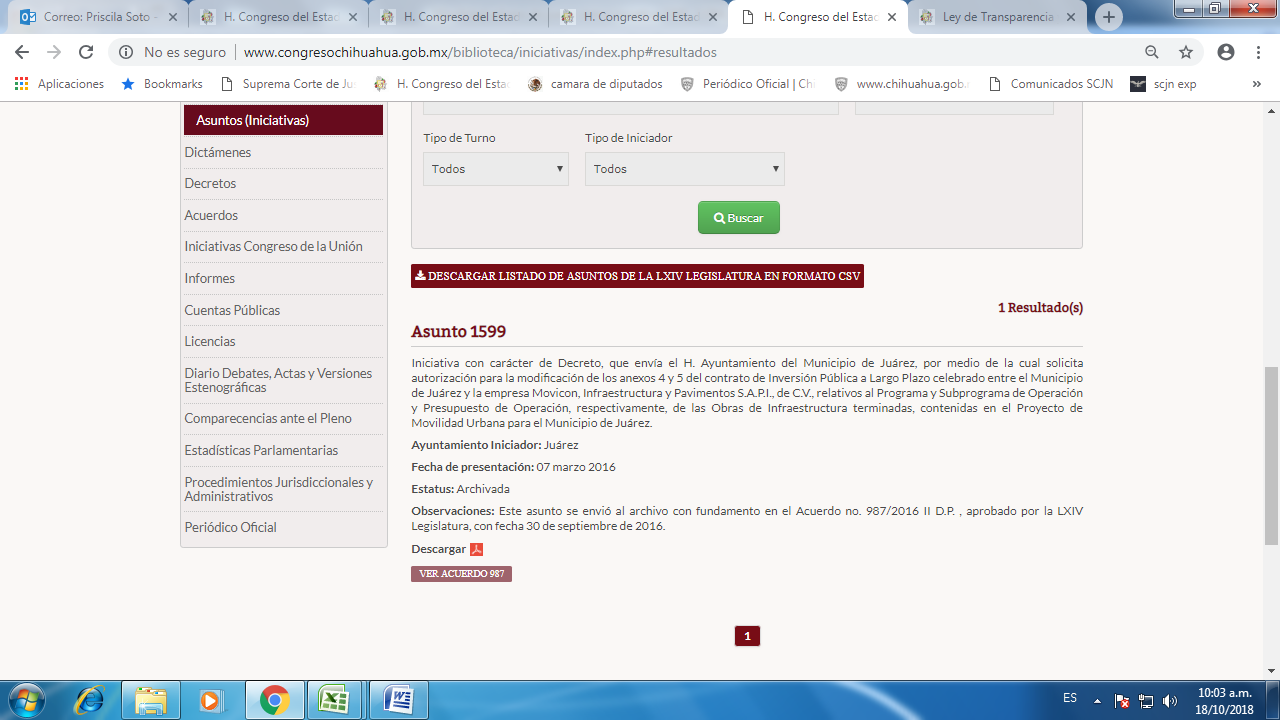 Correo: Priscila Soto -
H. Congreso del Estad
H. Congreso del Estad
H. Congreso del Estad
H. Congreso del Estad
Ley de Transparencia
No es seguro | www.congresochihuahua.gob.mx/biblioteca/iniciativas/index.php#resultados
Aplicaciones
Bookmarks
Suprema Corte de Ju
H. Congreso del Esta
camara de diputados
Periódico Oficial | Ch
www.chihuahua.gob.
Comunicados SCJN
scjn exp
»
Asuntos (Iniciativas)
Dictámenes
Decretos
Acuerdos
Iniciativas Congreso de la Unión
Informes
Cuentas Públicas
Licencias
Diario Debates, Actas y Versiones
Estenográficas
Comparecencias ante el Pleno
Estadísticas Parlamentarias
Procedimientos Jurisdiccionales y
Administrativos
Periódico Oficial
Tipo de Turno
Tipo de Iniciador
Todos
Todos
Buscar
DESCARGAR LISTADO DE ASUNTOS DE LA LXIV LEGISLATURA EN FORMATO CSV
1 Resultado(s)
Asunto 1599
Iniciativa con carácter de Decreto, que envía el H. Ayuntamiento del Municipio de Juárez, por medio de la cual solicita
autorización para la modificación de los anexos 4 y 5 del contrato de Inversión Pública a Largo Plazo celebrado entre el Municipio
de Juárez y la empresa Movicon, Infraestructura y Pavimentos S.A.P.I., de C.V., relativos al Programa y Subprograma de Operación
y Presupuesto de Operación, respectivamente, de las Obras de Infraestructura terminadas, contenidas en el Proyecto de
Movilidad Urbana para el Municipio de Juárez.
Ayuntamiento Iniciador: Juárez
Fecha de presentación: 07 marzo 2016
Estatus: Archivada
Observaciones: Este asunto se envió al archivo con fundamento en el Acuerdo no. 987/2016 II D.P. , aprobado por la LXIV
Legislatura, con fecha 30 de septiembre de 2016.
Descargar
VER ACUERDO 987
1
ES
10:03 a.m.
18/10/2018